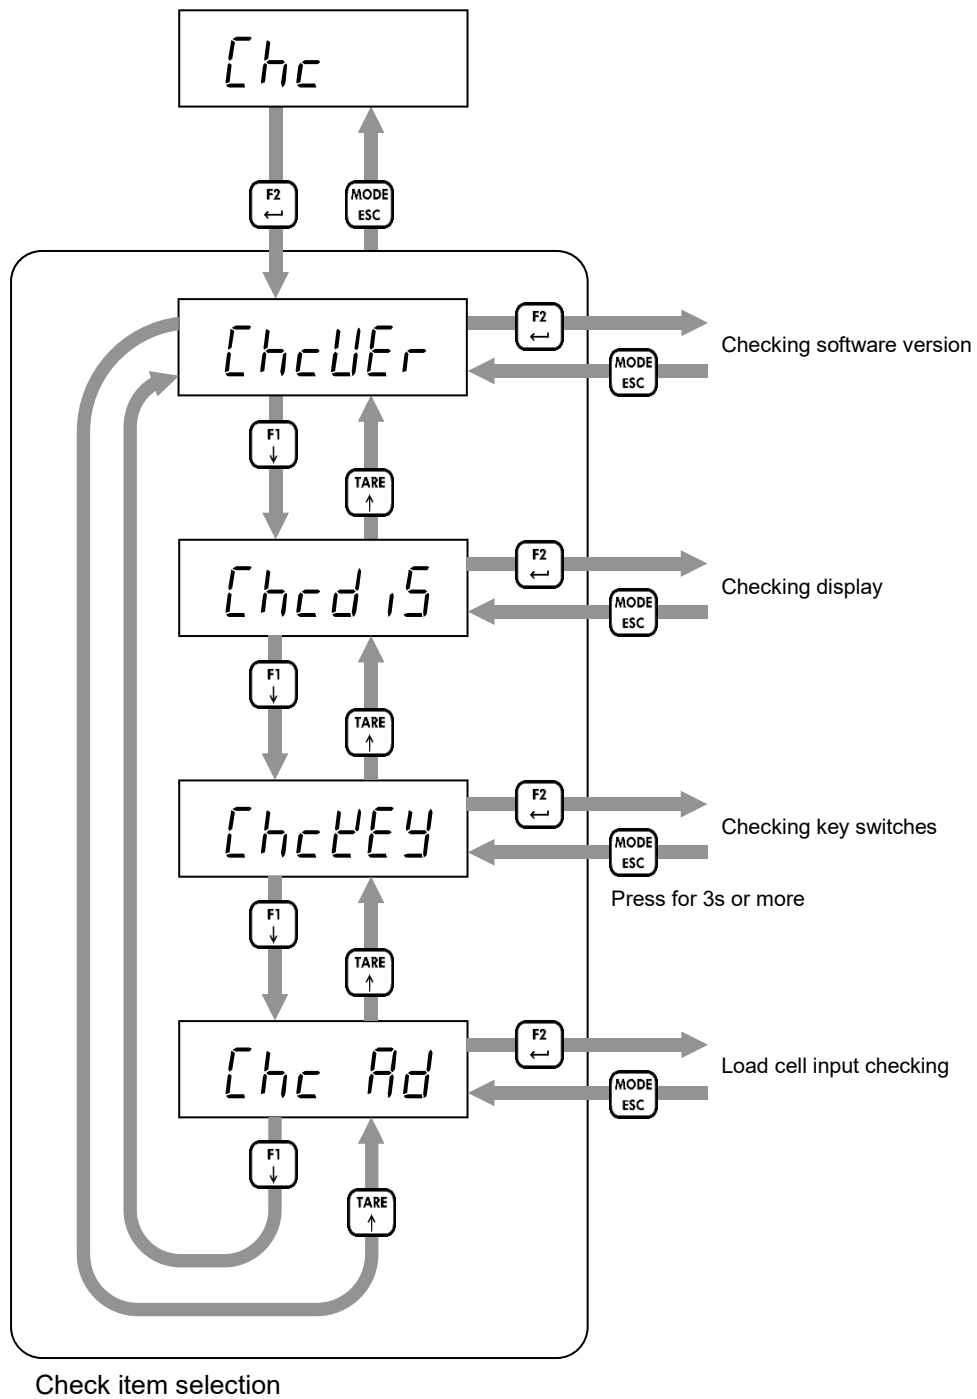 Chc
F2
←
MODE
ESC
ChcVEr
F2
←
Checking software version
MODE
ESC
F1
↓
TARE
↑
Chcdis
F2
←
Checking display
MODE
ESC
F1
↓
TARE
↑
ChcKEY
F2
←
Checking key switches
MODE
ESC
Press for 3s or more
F1
↓
TARE
↑
Chc Ad
F2
←
Load cell input checking
MODE
ESC
F1
↓
TARE
↑
Check item selection